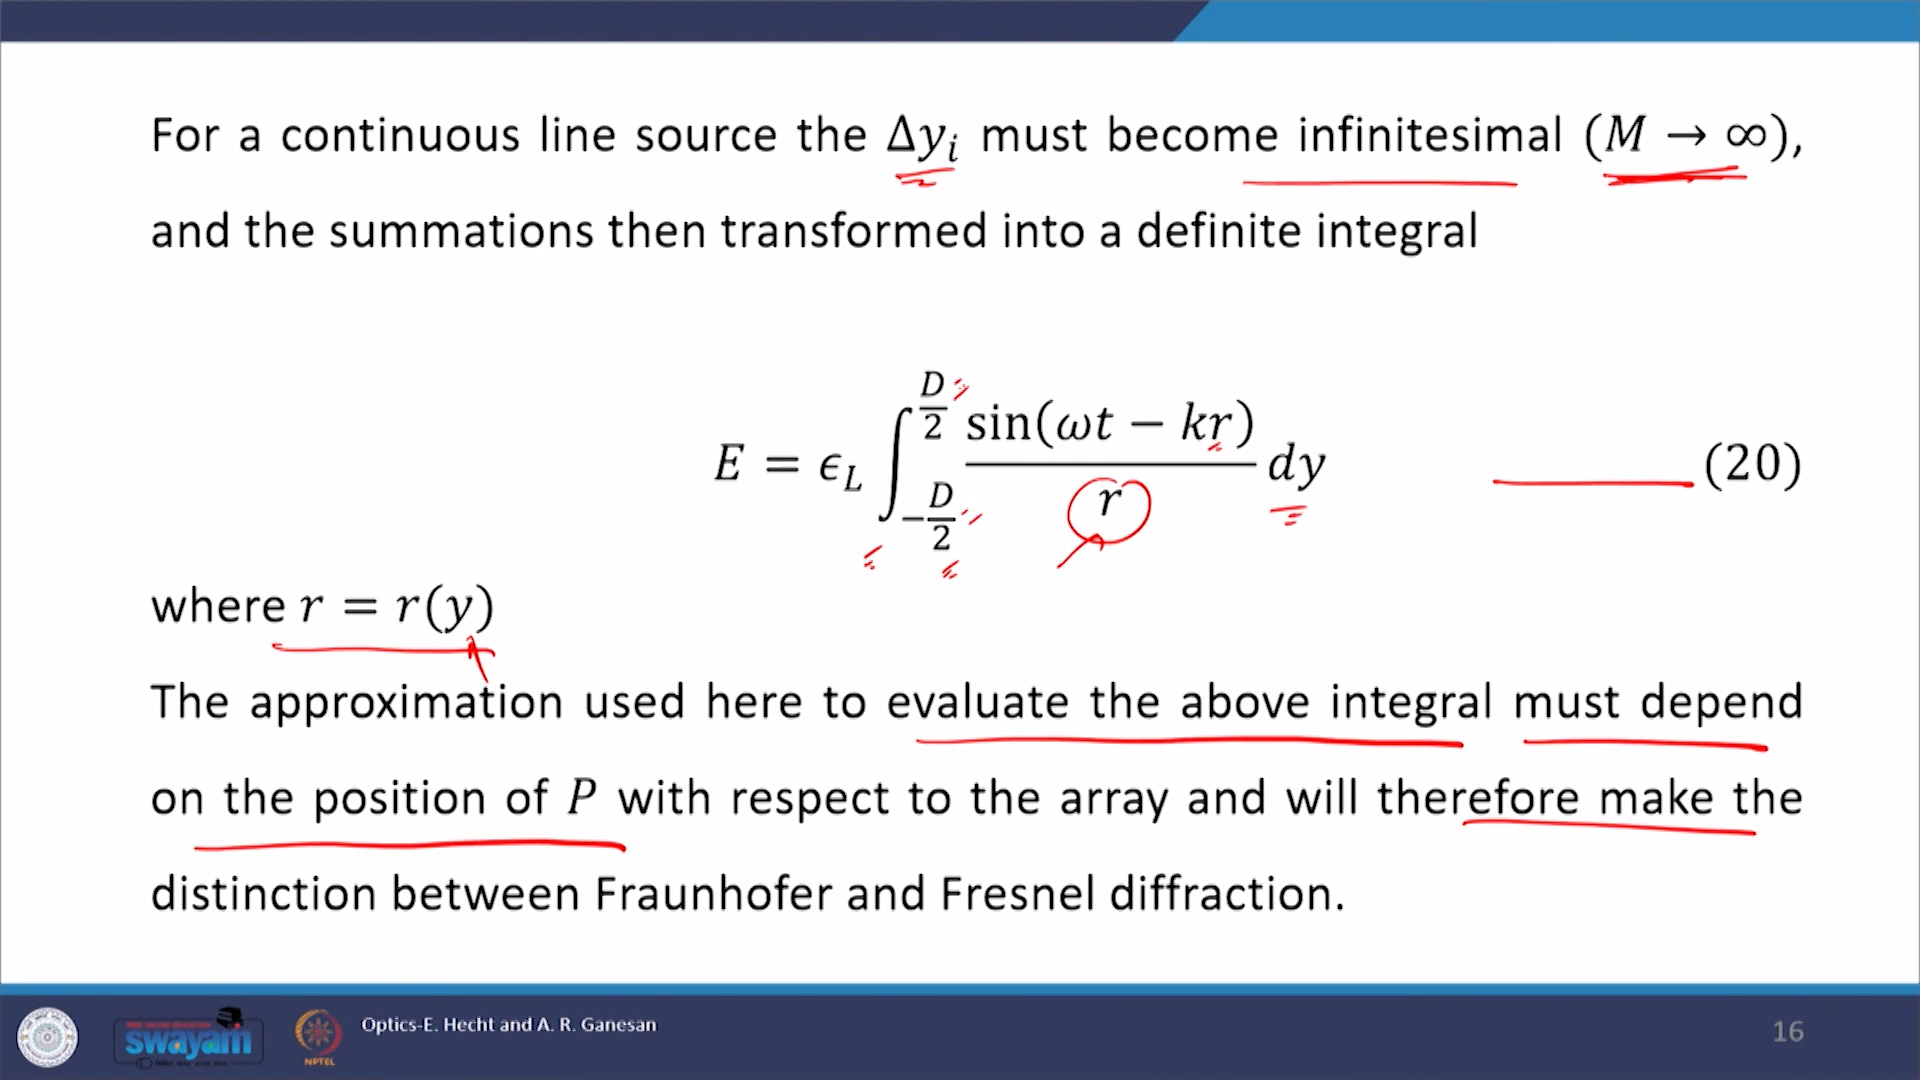 For a continuous line source the Δyᵢ must become infinitesimal (M → ∞),
and the summations then transformed into a definite integral
E = ϵ_L ∫_{-D/2}^{D/2} sin(ωt − kr)/r dy ______(20)
where r = r(y)
The approximation used here to evaluate the above integral must depend
on the position of P with respect to the array and will therefore make the
distinction between Fraunhofer and Fresnel diffraction.
swayam
NPTEL
Optics-E. Hecht and A. R. Ganesan
16